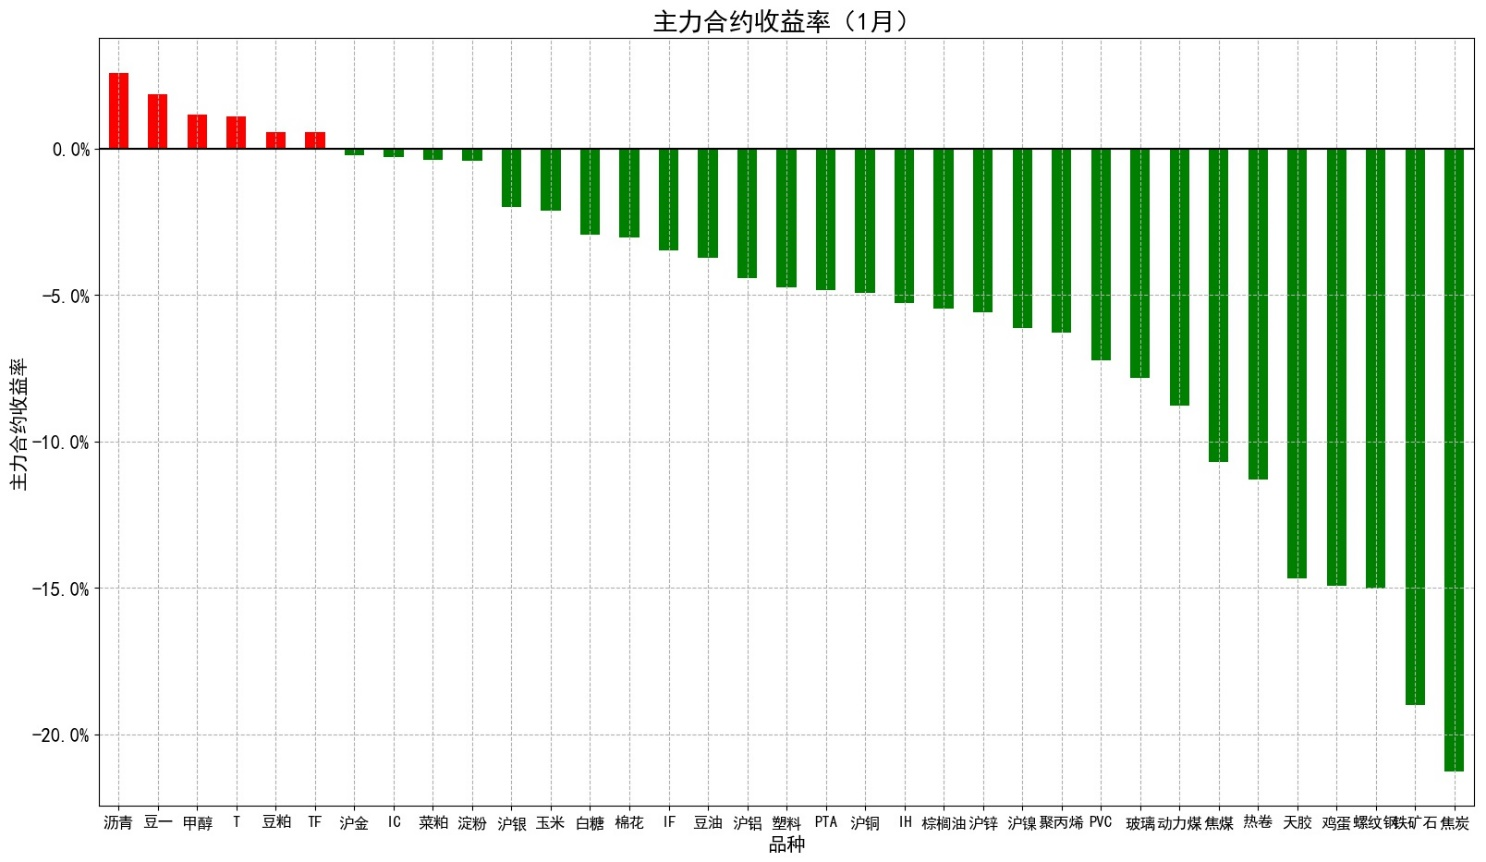 主力合约收益率（1月）
主力合约收益率
0.0%
−5.0%
−10.0%
−15.0%
−20.0%
沥青 豆一 甲醇 T 豆粕 TF 沪金 IC 菜粕 淀粉 沪银 玉米 白糖 棉花 IF 豆油 沪铝 塑料 PTA 沪铜 IH 棕榈油 沪锌 沪镍 聚丙烯 PVC 玻璃 动力煤 焦煤 热卷 天胶 鸡蛋 螺纹钢 铁矿石 焦炭
品种